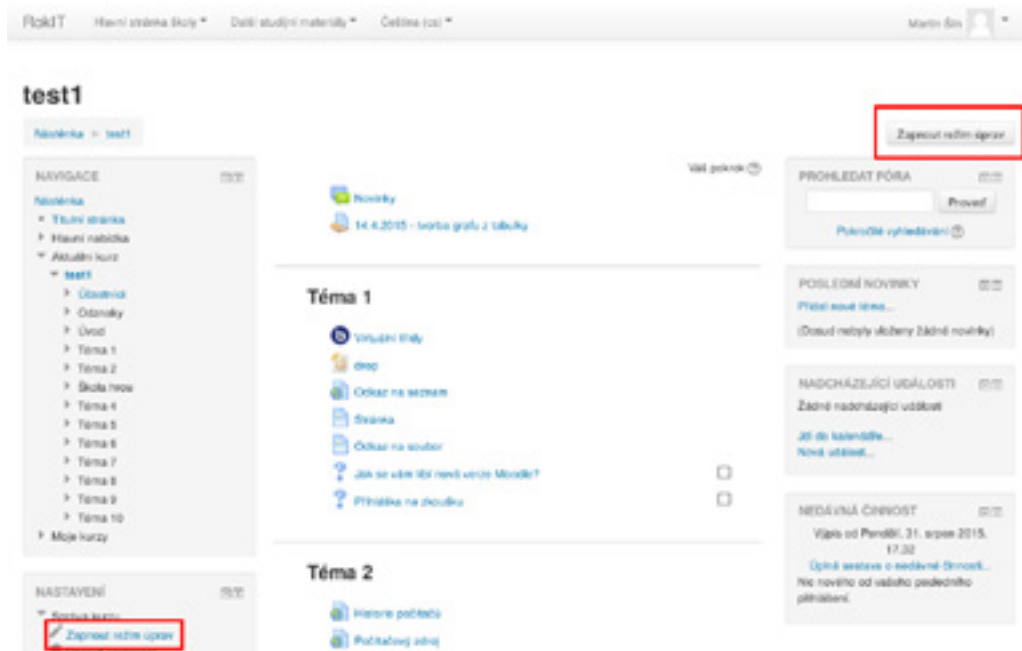 RokIT Hlavní stránka školy Další studijní materiály Čeština (cs)
Martin Šín
test1
Nástěnka > test1
Zapnout režim úprav
NAVIGACE
Nástěnka
Titulní stránka
Hlavní nabídka
Aktuální kurz
test1
Účastníci
Odznaky
Úvod
Téma 1
Téma 2
Škola hrou
Téma 4
Téma 5
Téma 6
Téma 7
Téma 8
Téma 9
Téma 10
Moje kurzy
NASTAVENÍ
Správa kurzu
Zapnout režim úprav
Váš pokrok
Novinky
14.4.2015 - tvorba grafu z tabulky
Téma 1
Virtuální třídy
drop
Odkaz na seznam
Stránka
Odkaz na soubor
Jak se vám líbí nová verze Moodle?
Přihláška na zkoušku
Téma 2
Historie počítačů
Počítačový zdroj
PROHLEDAT FÓRA
Proveď
Pokročilé vyhledávání
POSLEDNÍ NOVINKY
Přidat nové téma...
(Dosud nebyly vloženy žádné novinky)
NADCHÁZEJÍCÍ UDÁLOSTI
Žádné nadcházející události
Jdi do kalendáře...
Nová událost...
NEDÁVNÁ ČINNOST
Výpis od Pondělí, 31. srpen 2015,
17.32
Úplná sestava o nedávné činnosti...
Nic nového od vašeho posledního
přihlášení.